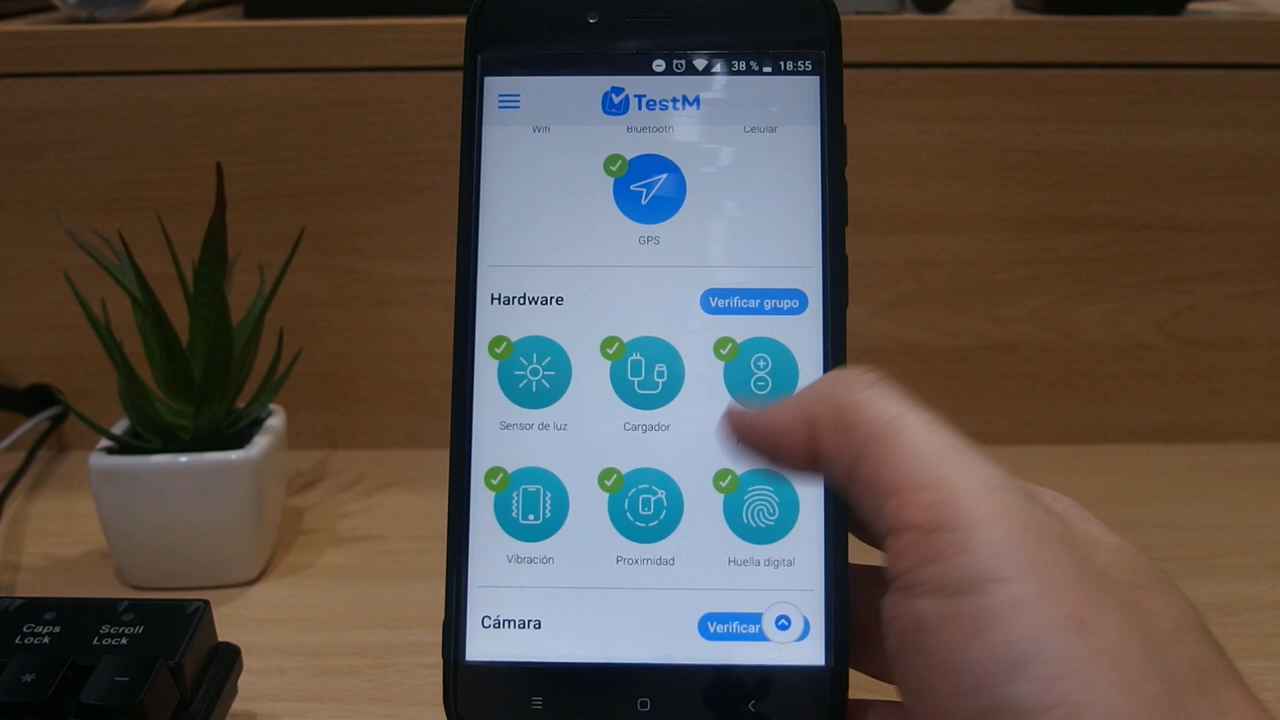 38 % 18:55
TestM
Wifi Bluetooth Celular
GPS
Hardware Verificar grupo
Sensor de luz Cargador
Vibración Proximidad Huella digital
Cámara Verificar
Caps Lock
Scroll Lock